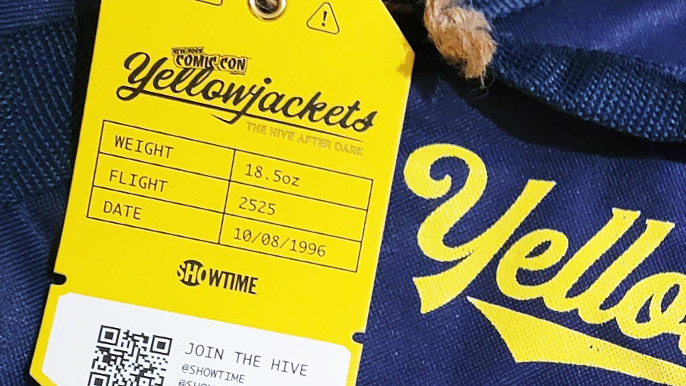 !
NEW YORK
COMIC CON
Yellowjackets
THE HIVE AFTER DARK
WEIGHT 18.5oz
FLIGHT 2525
DATE 10/08/1996
SHOWTIME
JOIN THE HIVE
@SHOWTIME
Yello